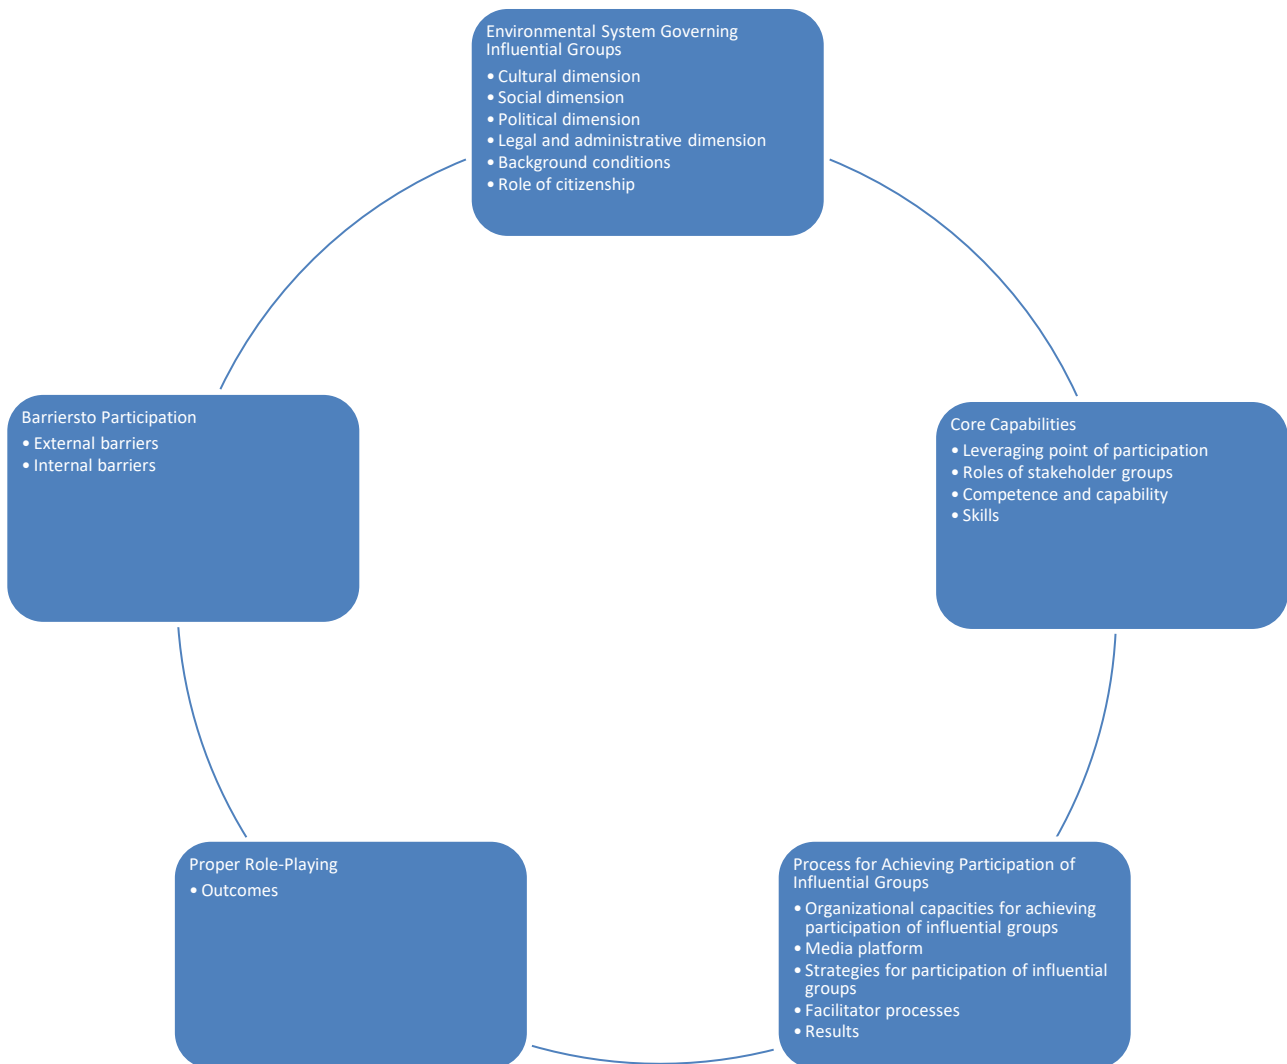 Environmental System Governing
Influential Groups
• Cultural dimension
• Social dimension
• Political dimension
• Legal and administrative dimension
• Background conditions
• Role of citizenship
Core Capabilities
• Leveraging point of participation
• Roles of stakeholder groups
• Competence and capability
• Skills
Process for Achieving Participation of
Influential Groups
• Organizational capacities for achieving
participation of influential groups
• Media platform
• Strategies for participation of influential
groups
• Facilitator processes
• Results
Proper Role-Playing
• Outcomes
Barriersto Participation
• External barriers
• Internal barriers